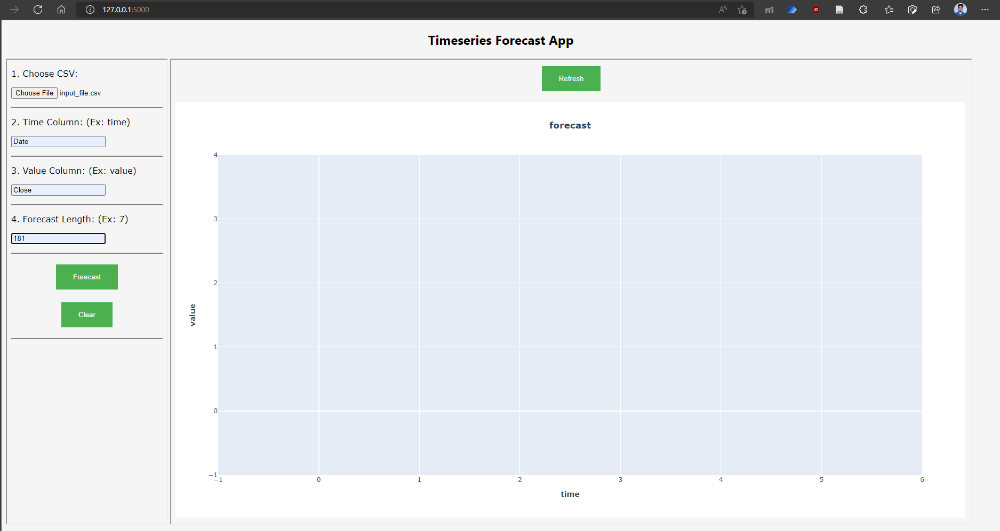 127.0.0.1:5000
Timeseries Forecast App
1. Choose CSV:
Choose File input_file.csv
2. Time Column: (Ex: time)
Date
3. Value Column: (Ex: value)
Close
4. Forecast Length: (Ex: 7)
181
Forecast
Clear
Refresh
forecast
4
3
2
1
0
−1
value
−1 0 1 2 3 4 5 6
time